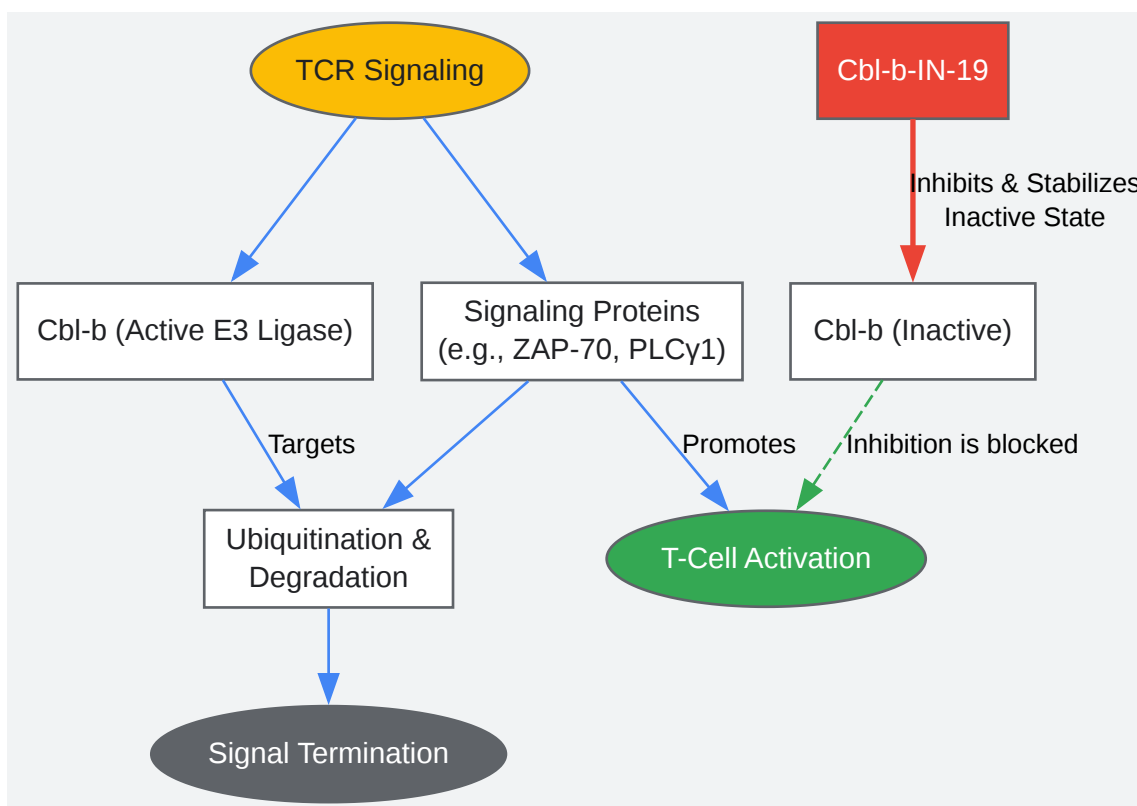 TCR Signaling
Cbl-b-IN-19
Inhibits & Stabilizes
Inactive State
Cbl-b (Active E3 Ligase)
Signaling Proteins
(e.g., ZAP-70, PLCγ1)
Cbl-b (Inactive)
Targets
Promotes
Inhibition is blocked
Ubiquitination &
Degradation
T-Cell Activation
Signal Termination